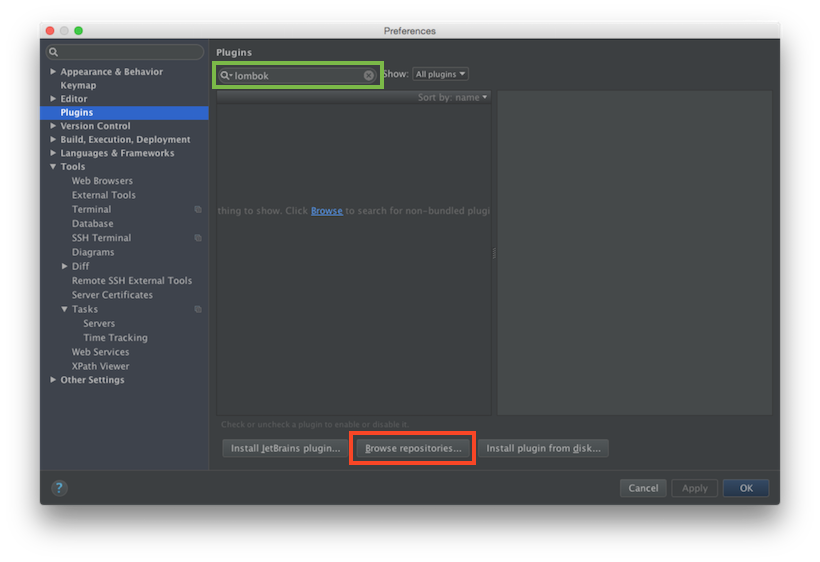 Preferences
Plugins
lombok
Show: All plugins
Appearance & Behavior
Keymap
Editor
Plugins
Version Control
Build, Execution, Deployment
Languages & Frameworks
Tools
Web Browsers
External Tools
Terminal
Database
SSH Terminal
Diagrams
Diff
Remote SSH External Tools
Server Certificates
Tasks
Servers
Time Tracking
Web Services
XPath Viewer
Other Settings
Sort by: name
thing to show. Click Browse to search for non-bundled plugi
Check or uncheck a plugin to enable or disable it.
Install JetBrains plugin... Browse repositories... Install plugin from disk...
? Cancel Apply OK